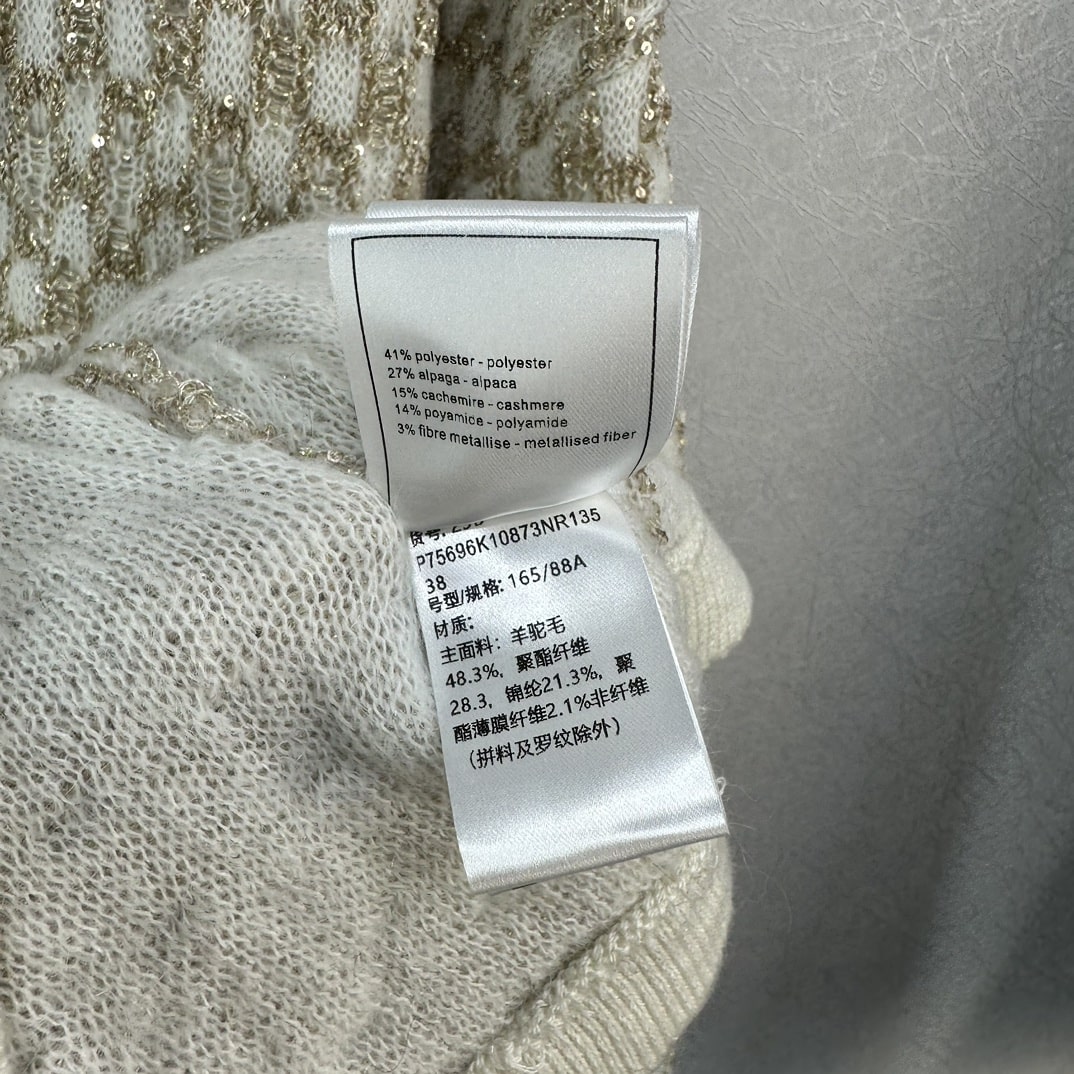 41% polyester - polyester
27% alpaga - alpaca
15% cachemire - cashmere
14% poyamide - polyamide
3% fibre metallise - metallised fiber
货号:
P75696K10873NR135
38
号型/规格: 165/88A
材质:
主面料: 羊驼毛
48.3%, 聚酯纤维
28.3, 锦纶21.3%, 聚
酯薄膜纤维2.1%非纤维
(拼料及罗纹除外)